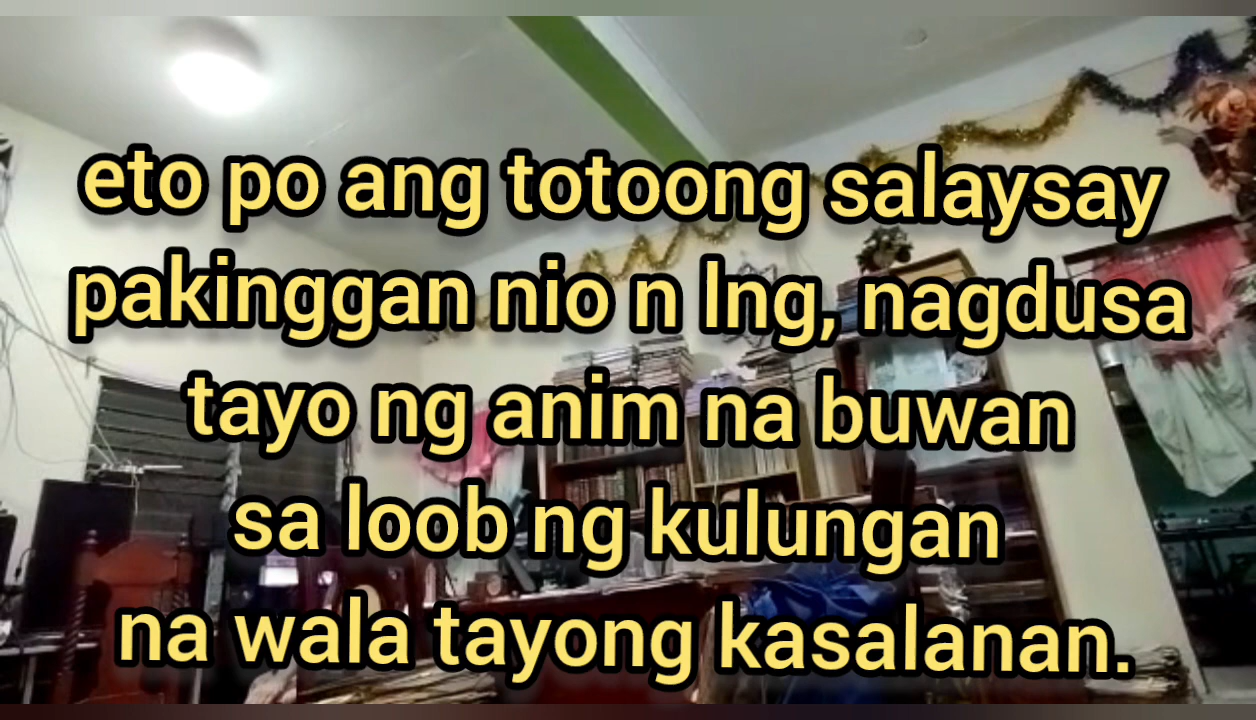 eto po ang totoong salaysay
pakinggan nio n lng, nagdusa
tayo ng anim na buwan
sa loob ng kulungan
na wala tayong kasalanan.